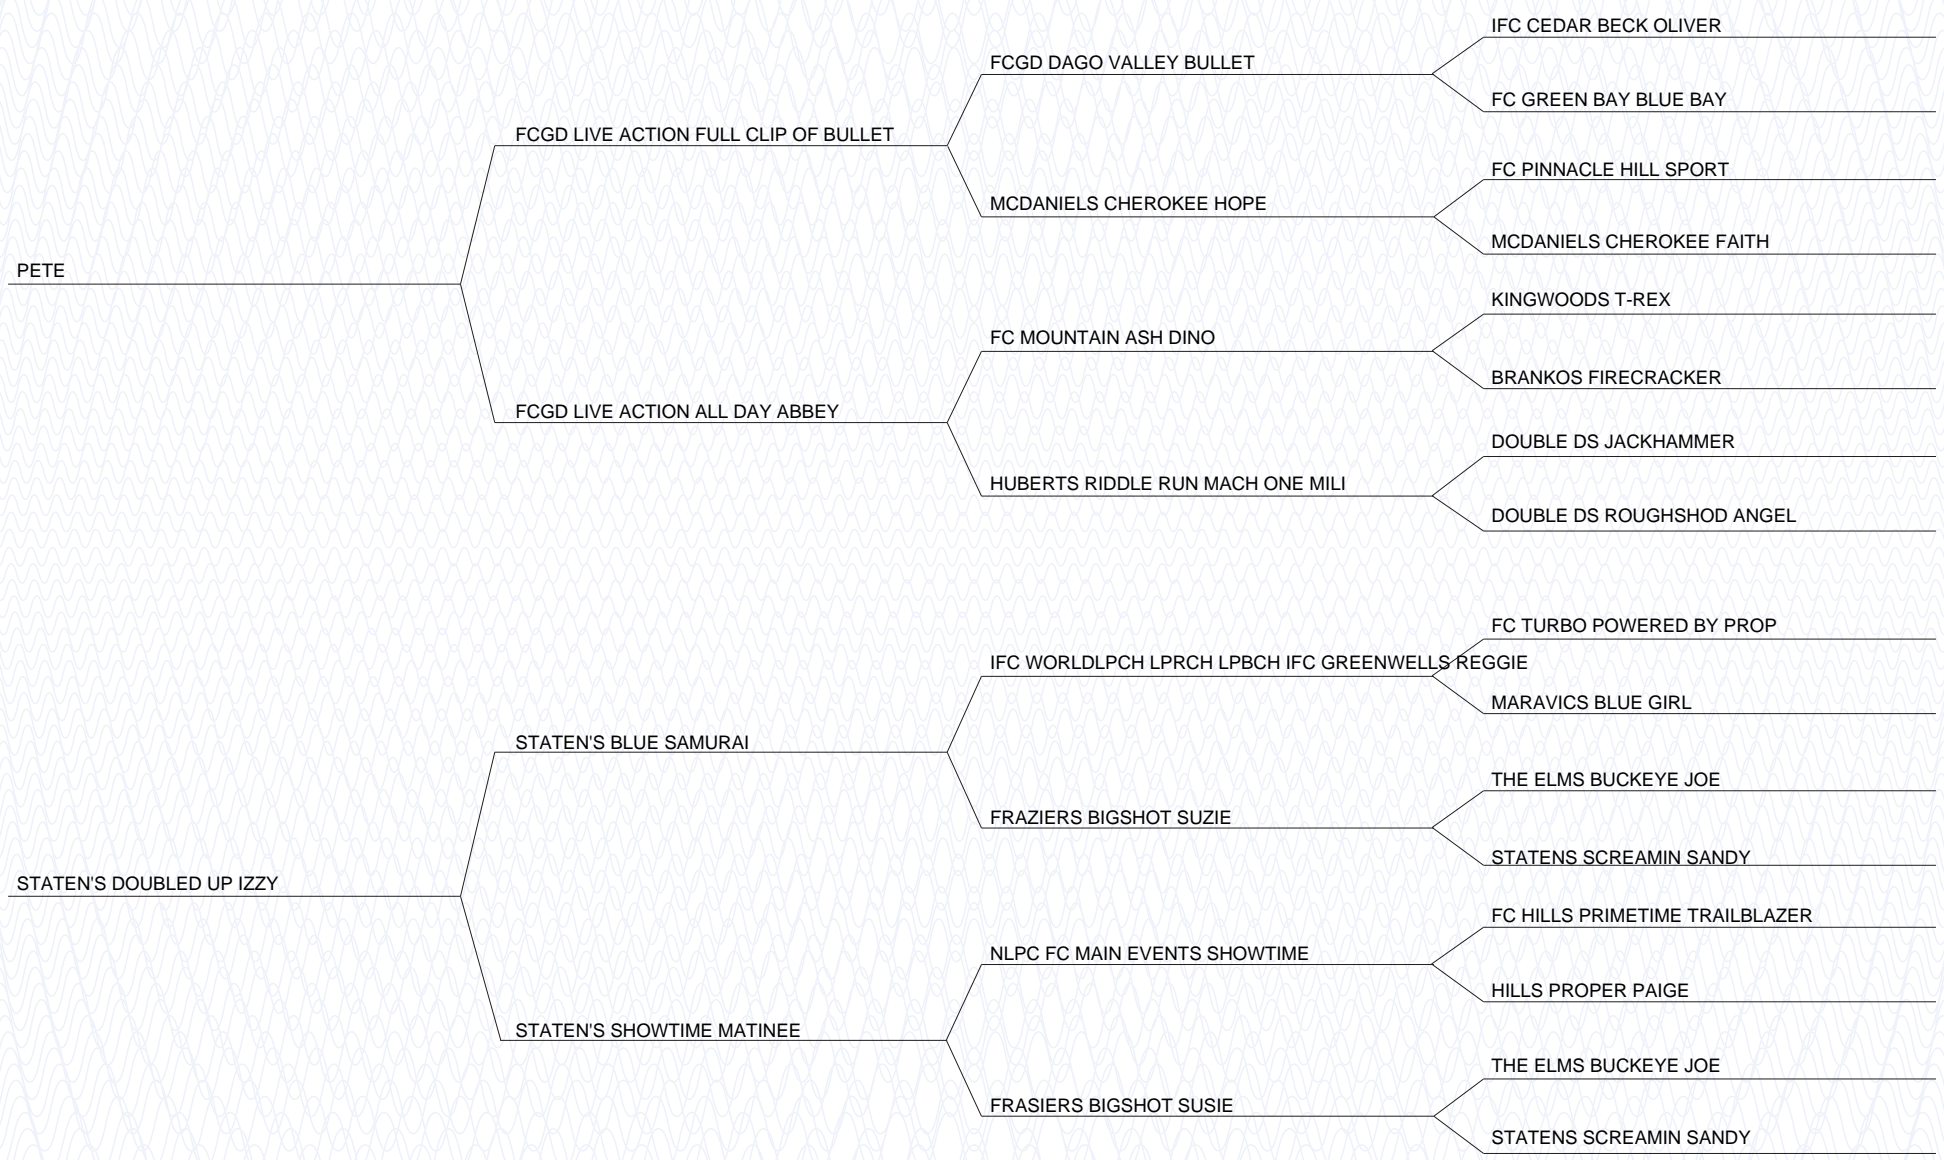 IFC CEDAR BECK OLIVER
FCGD DAGO VALLEY BULLET
FC GREEN BAY BLUE BAY
FCGD LIVE ACTION FULL CLIP OF BULLET
FC PINNACLE HILL SPORT
MCDANIELS CHEROKEE HOPE
MCDANIELS CHEROKEE FAITH
PETE
KINGWOODS T-REX
FC MOUNTAIN ASH DINO
BRANKOS FIRECRACKER
FCGD LIVE ACTION ALL DAY ABBEY
DOUBLE DS JACKHAMMER
HUBERTS RIDDLE RUN MACH ONE MILI
DOUBLE DS ROUGHSHOD ANGEL
FC TURBO POWERED BY PROP
IFC WORLDLPCH LPRCH LPBCH IFC GREENWELLS REGGIE
MARAVICS BLUE GIRL
STATEN'S BLUE SAMURAI
THE ELMS BUCKEYE JOE
FRAZIERS BIGSHOT SUZIE
STATENS SCREAMIN SANDY
STATEN'S DOUBLED UP IZZY
FC HILLS PRIMETIME TRAILBLAZER
NLPC FC MAIN EVENTS SHOWTIME
HILLS PROPER PAIGE
STATEN'S SHOWTIME MATINEE
THE ELMS BUCKEYE JOE
FRASIERS BIGSHOT SUSIE
STATENS SCREAMIN SANDY